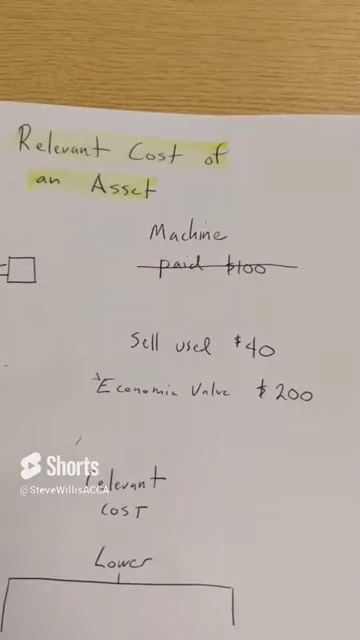 Relevant Cost of
an Asset
Machine
paid $100
Sell used $40
Economic Value $200
Shorts
@SteveWillisACCA
relevant
cost
Lower